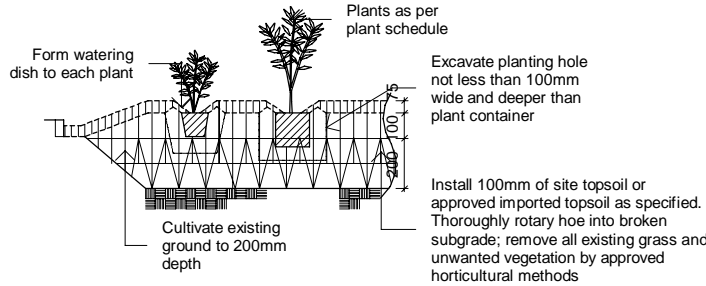 Plants as per
plant schedule
Form watering
dish to each plant
Excavate planting hole
not less than 100mm
wide and deeper than
plant container
75
100
200
Install 100mm of site topsoil or
approved imported topsoil as specified.
Thoroughly rotary hoe into broken
subgrade; remove all existing grass and
unwanted vegetation by approved
horticultural methods
Cultivate existing
ground to 200mm
depth